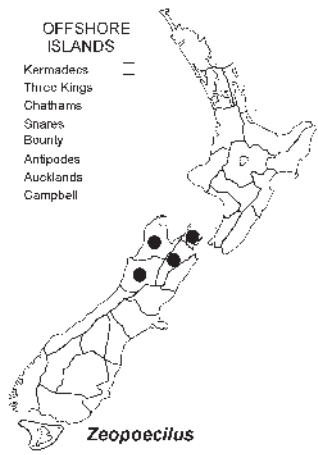 OFFSHORE
ISLANDS
Kermadecs
Three Kings
Chathams
Snares
Bounty
Antipodes
Aucklands
Campbell
Zeopoecilus